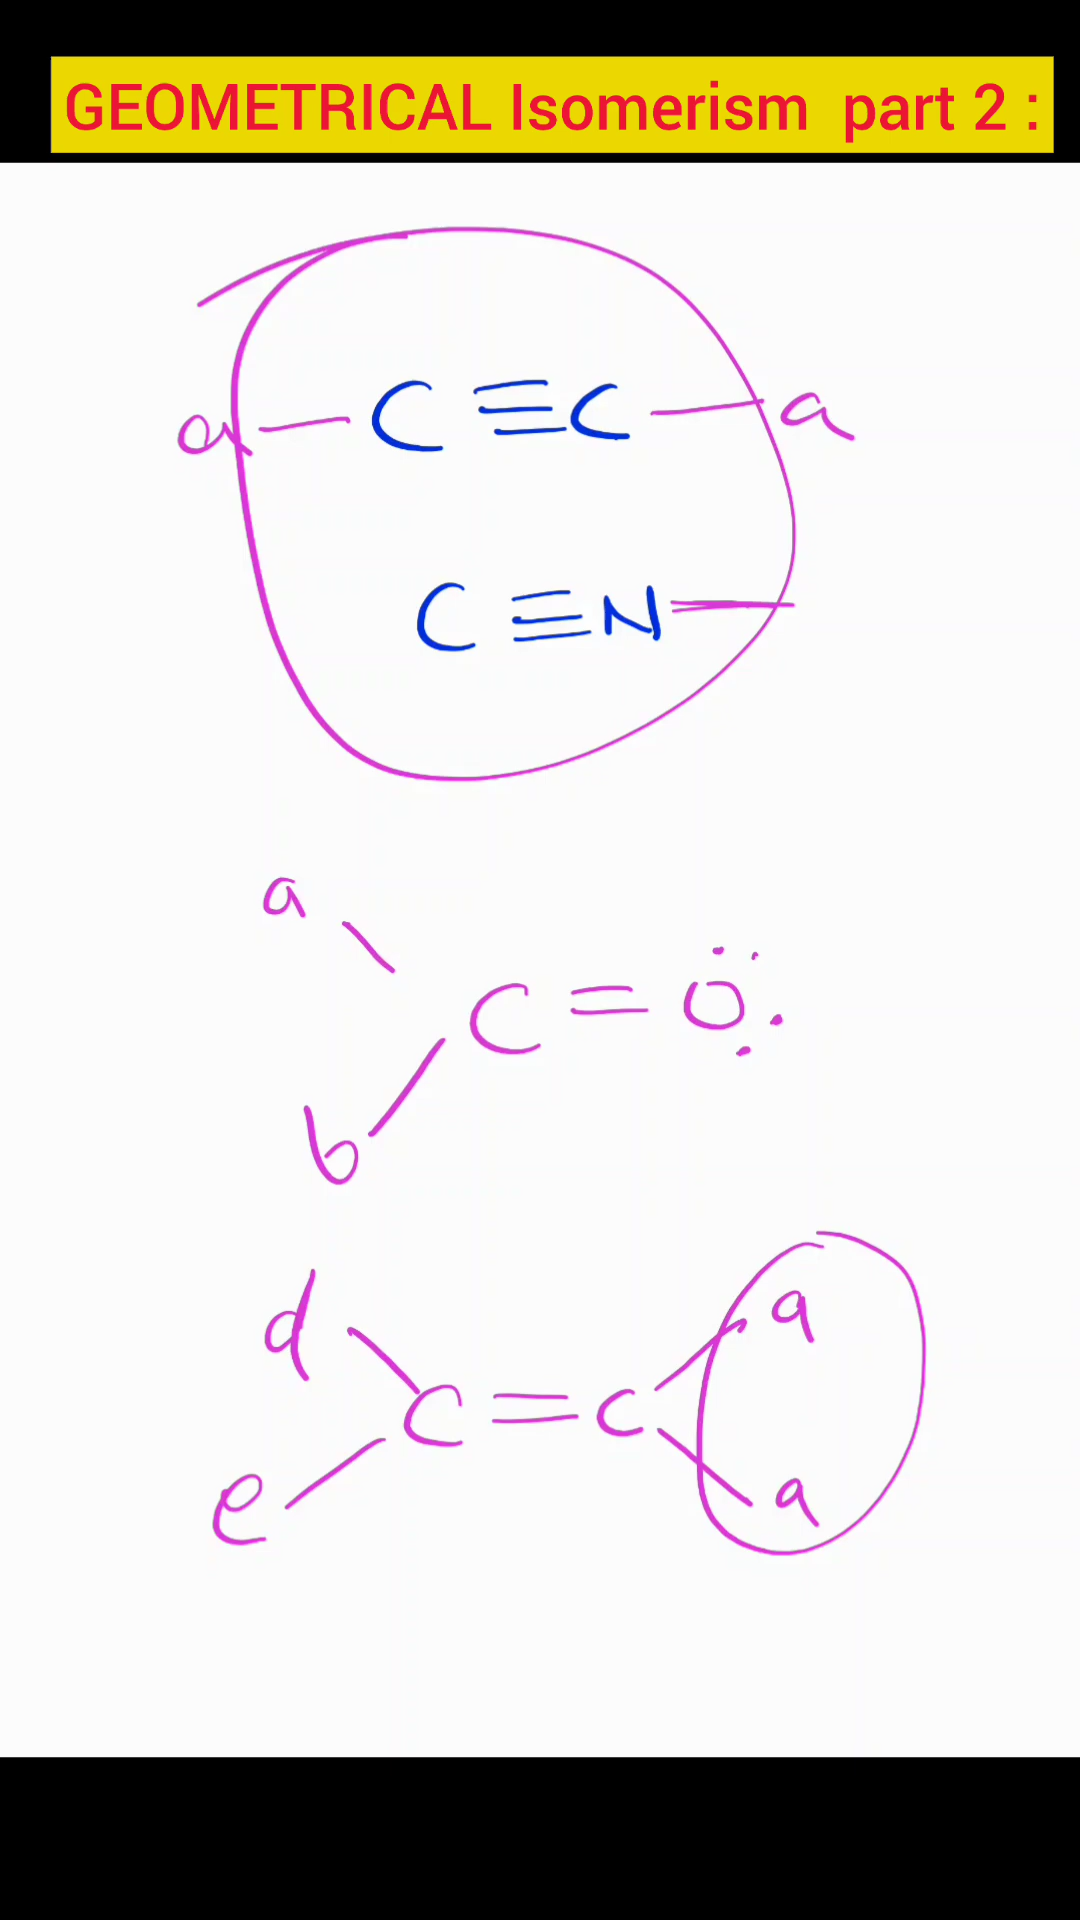 GEOMETRICAL Isomerism part 2 :
a — C ≡ C — a
C ≡ N —
a
C = O
b
d a
C = C
e a